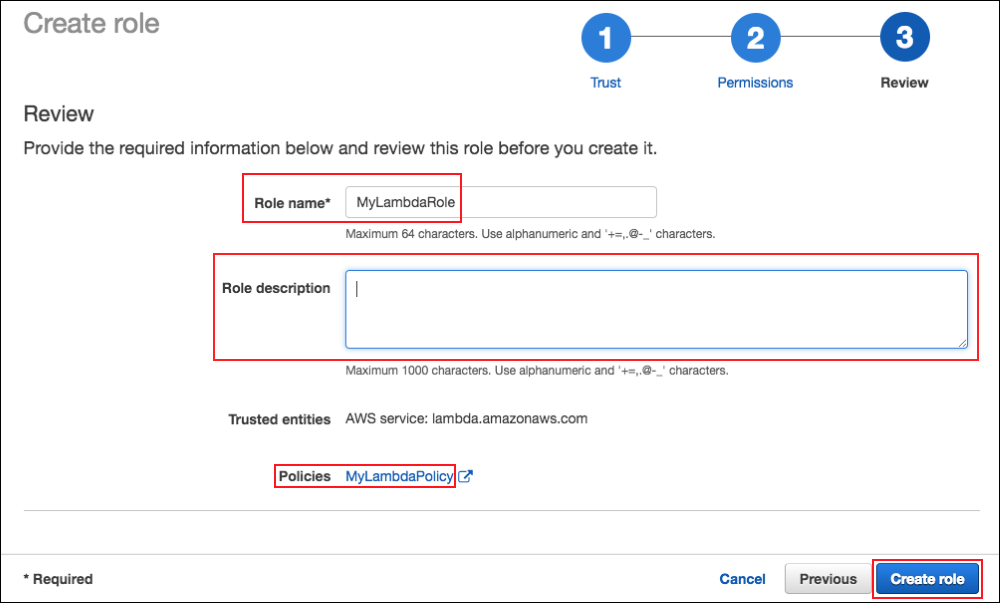 Create role
1
2
3
Trust
Permissions
Review
Review
Provide the required information below and review this role before you create it.
Role name* MyLambdaRole
Maximum 64 characters. Use alphanumeric and '+=,.@-_' characters.
Role description
Maximum 1000 characters. Use alphanumeric and '+=,.@-_' characters.
Trusted entities AWS service: lambda.amazonaws.com
Policies MyLambdaPolicy
* Required Cancel Previous Create role